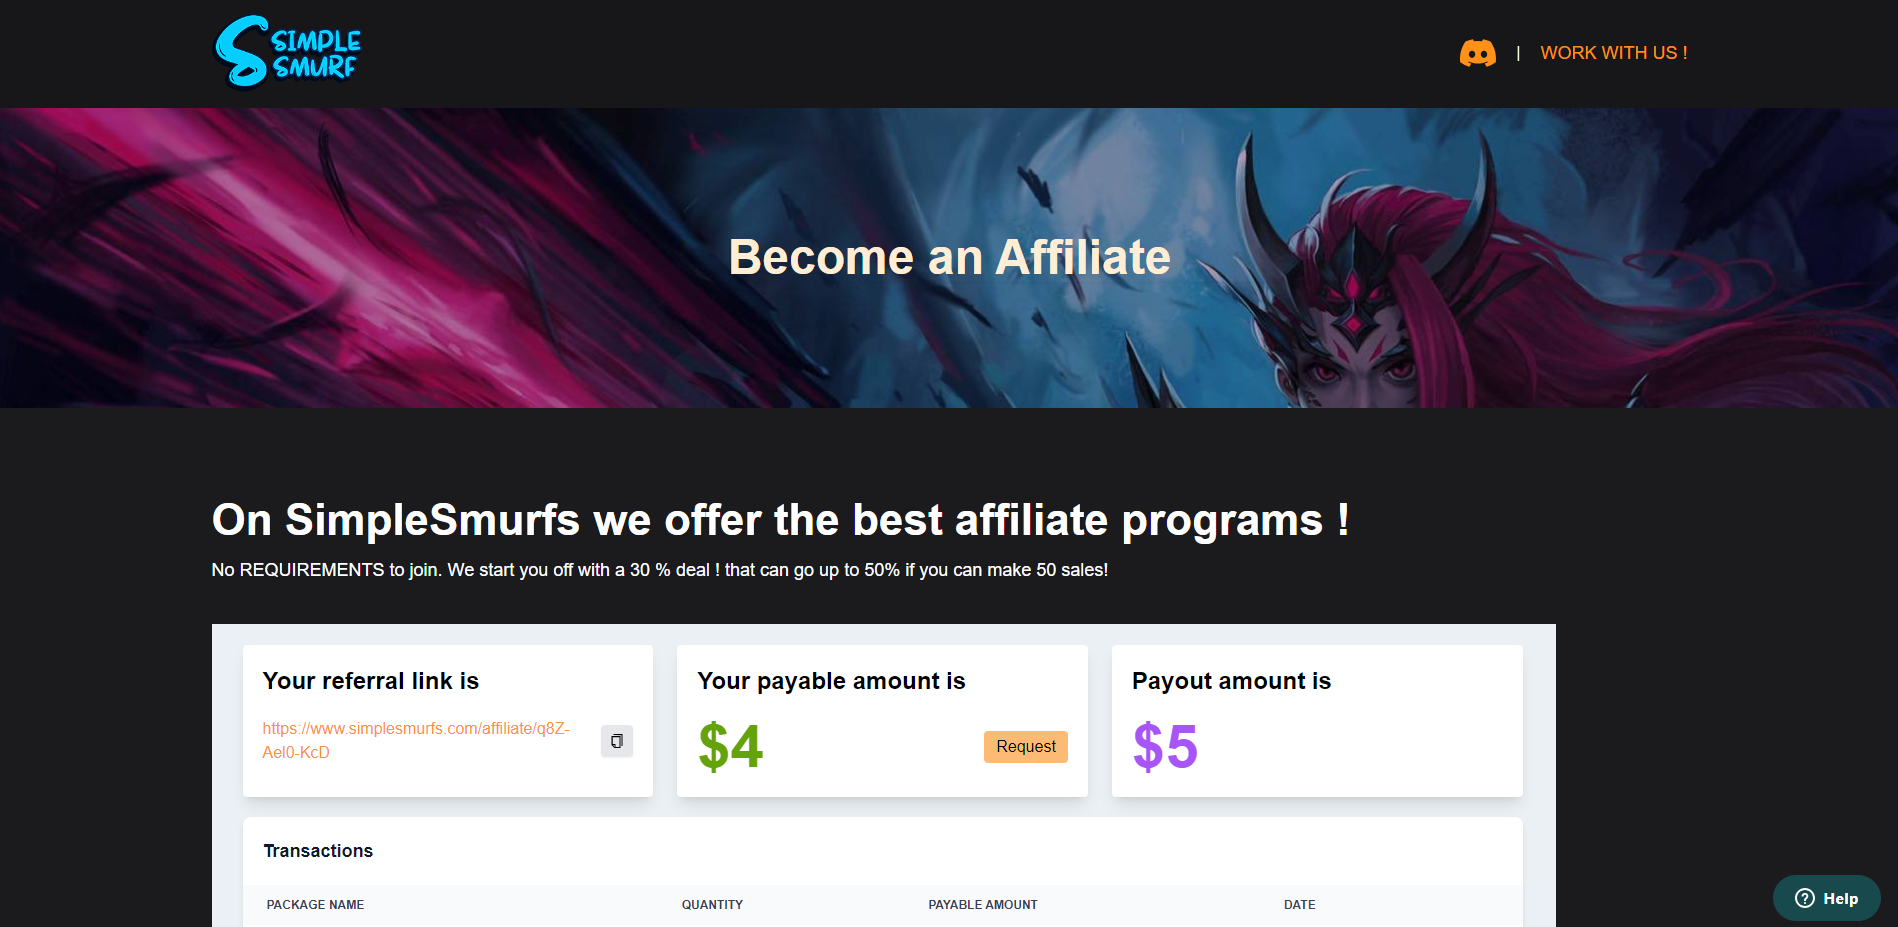 SIMPLE
SMURF
| WORK WITH US !
Become an Affiliate
On SimpleSmurfs we offer the best affiliate programs !
No REQUIREMENTS to join. We start you off with a 30 % deal ! that can go up to 50% if you can make 50 sales!
Your referral link is
https://www.simplesmurfs.com/affiliate/q8Z-
Ael0-KcD
Your payable amount is
$4
Request
Payout amount is
$5
Transactions
PACKAGE NAME QUANTITY PAYABLE AMOUNT DATE
Help